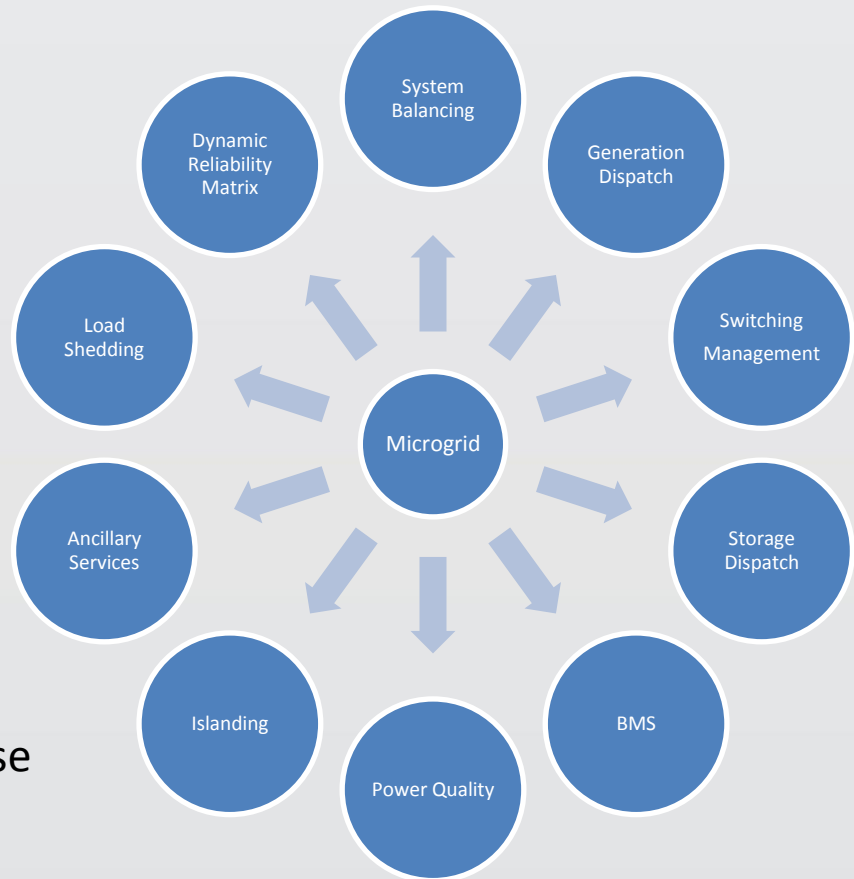 System
Balancing
Generation
Dispatch
Switching
Management
Storage
Dispatch
BMS
Power Quality
Islanding
Ancillary
Services
Load
Shedding
Dynamic
Reliability
Matrix
Microgrid
se